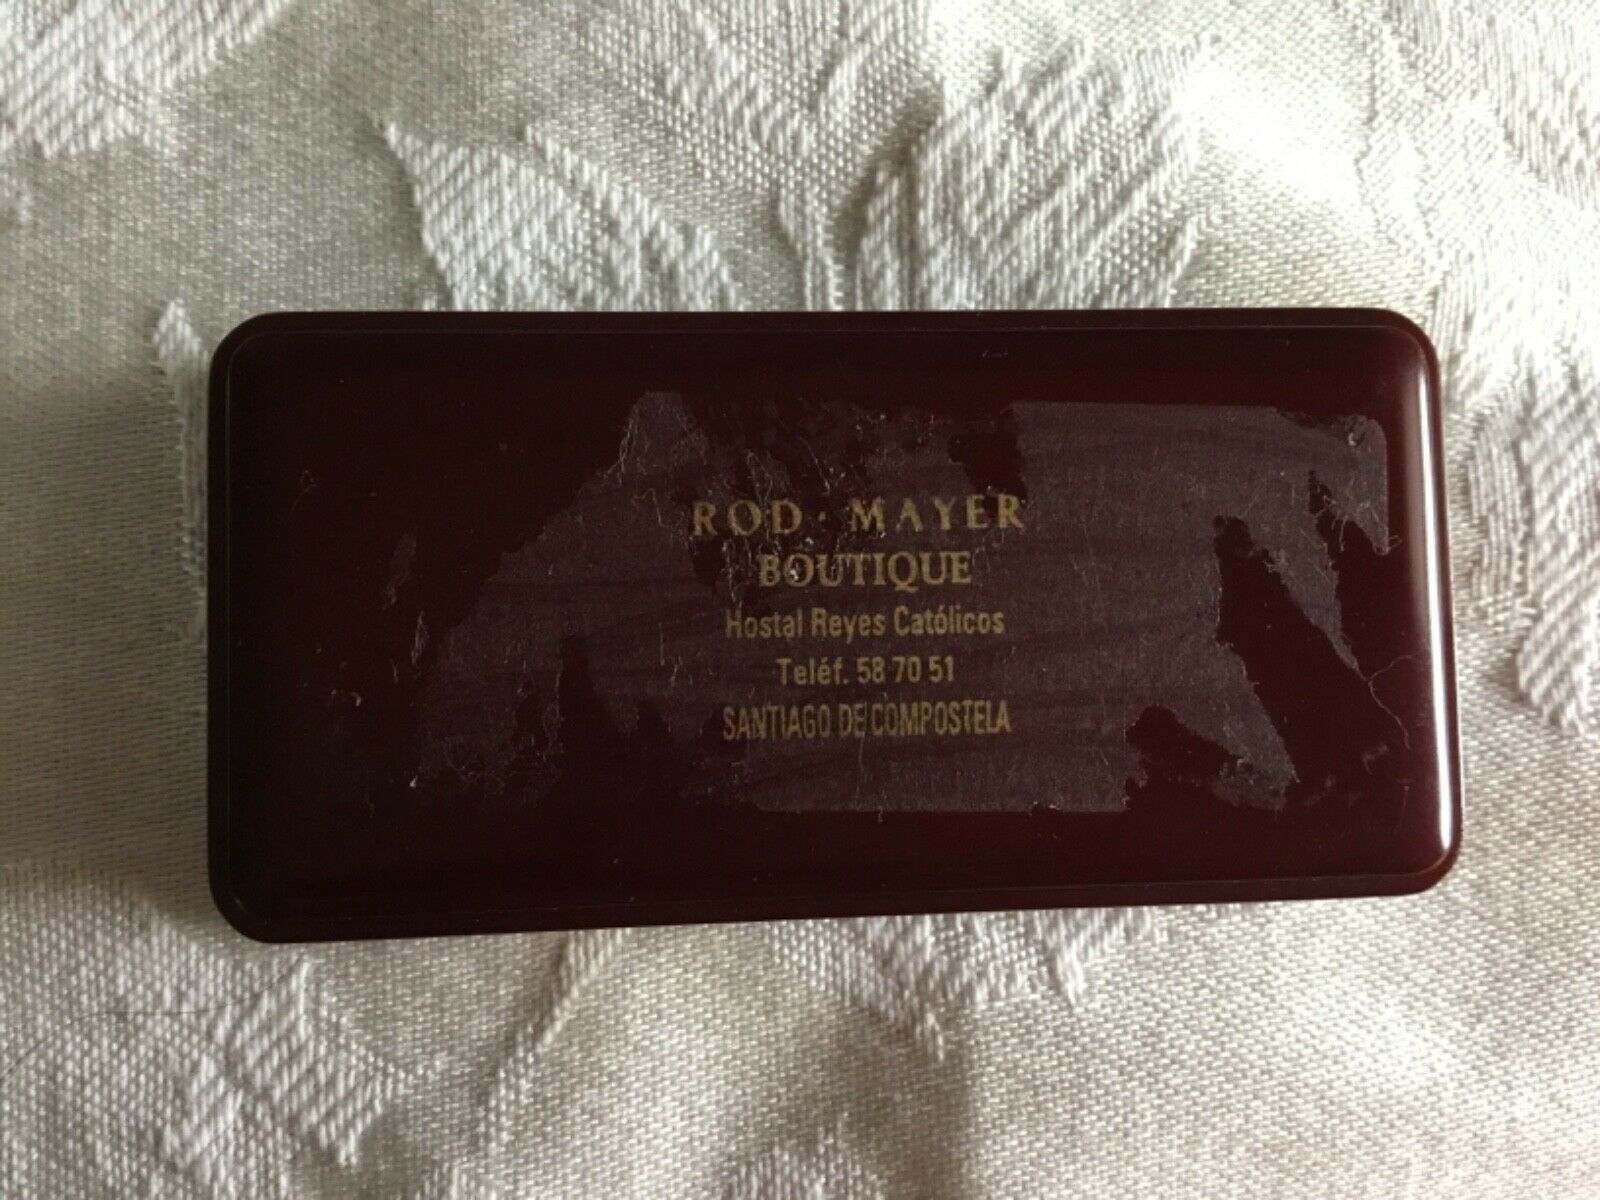 ROD · MAYER
BOUTIQUE
Hostal Reyes Católicos
Teléf. 58 70 51
SANTIAGO DE COMPOSTELA